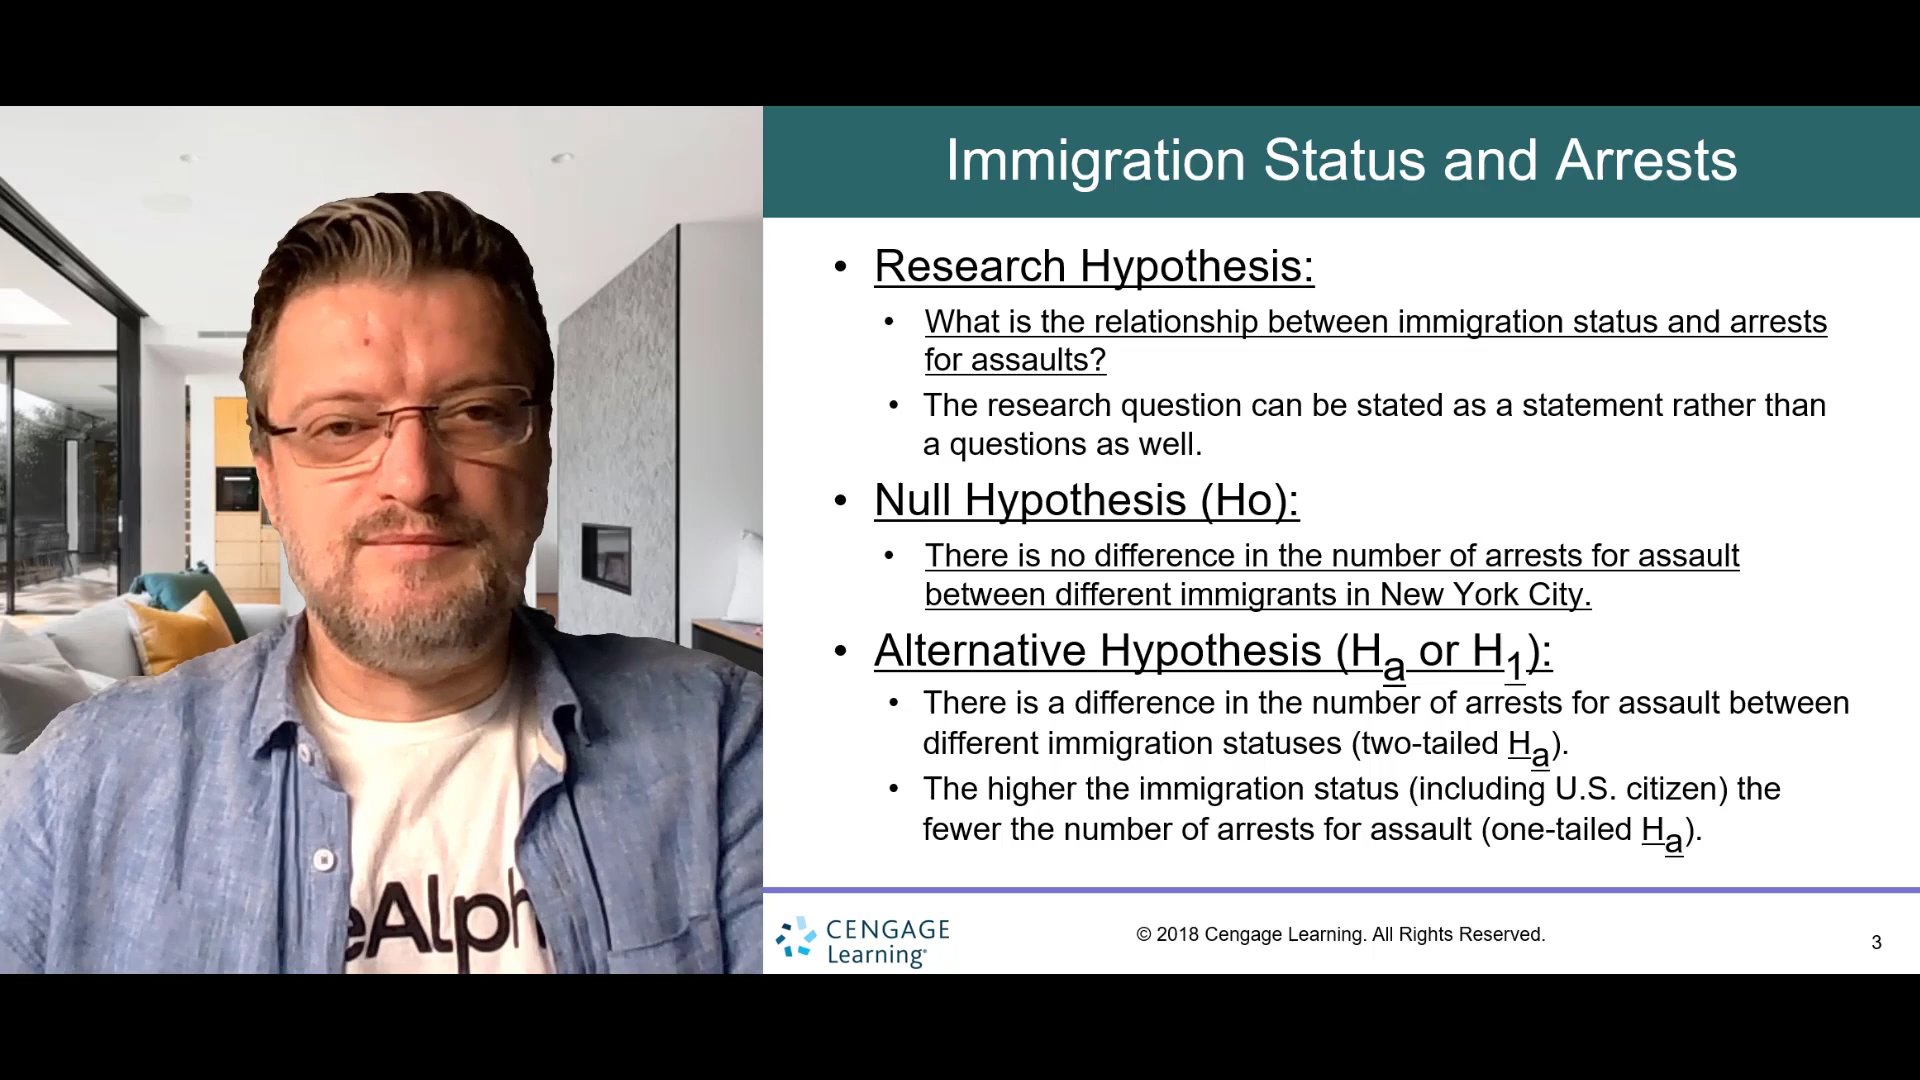 Immigration Status and Arrests
• Research Hypothesis:
• What is the relationship between immigration status and arrests
for assaults?
• The research question can be stated as a statement rather than
a questions as well.
• Null Hypothesis (Ho):
• There is no difference in the number of arrests for assault
between different immigrants in New York City.
• Alternative Hypothesis (Ha or H1):
• There is a difference in the number of arrests for assault between
different immigration statuses (two-tailed Ha).
• The higher the immigration status (including U.S. citizen) the
fewer the number of arrests for assault (one-tailed Ha).
eAlph
CENGAGE
Learning®
© 2018 Cengage Learning. All Rights Reserved.
3